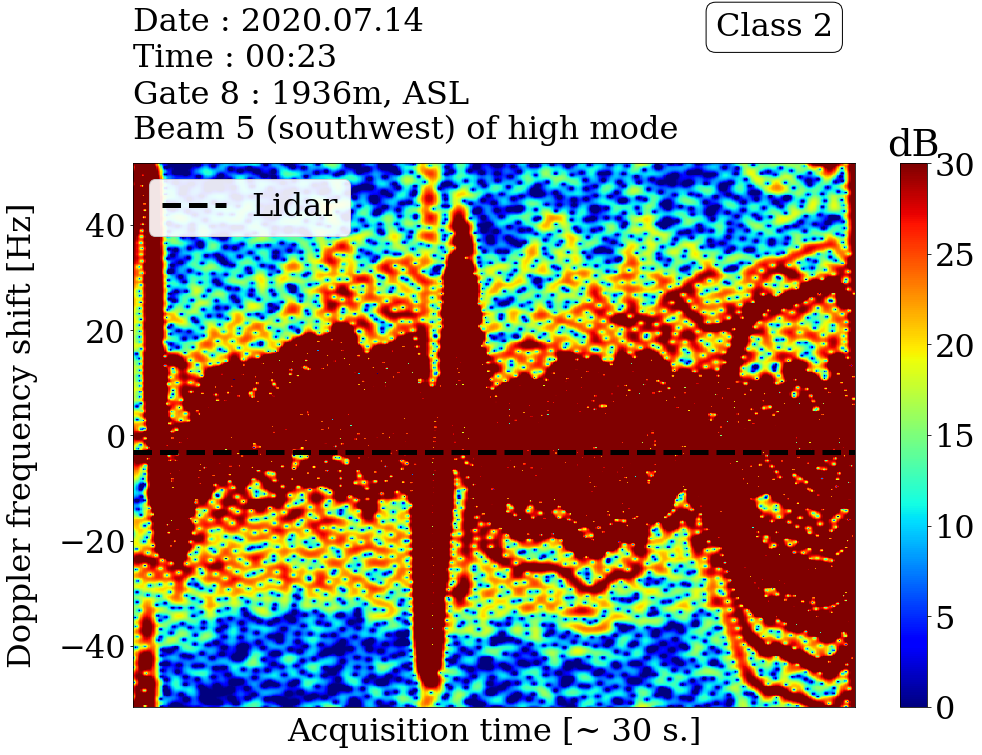 Date : 2020.07.14
Time : 00:23
Gate 8 : 1936m, ASL
Beam 5 (southwest) of high mode
Class 2
dB
Lidar
Doppler frequency shift [Hz]
40
20
0
−20
−40
Acquisition time [~ 30 s.]
30
25
20
15
10
5
0